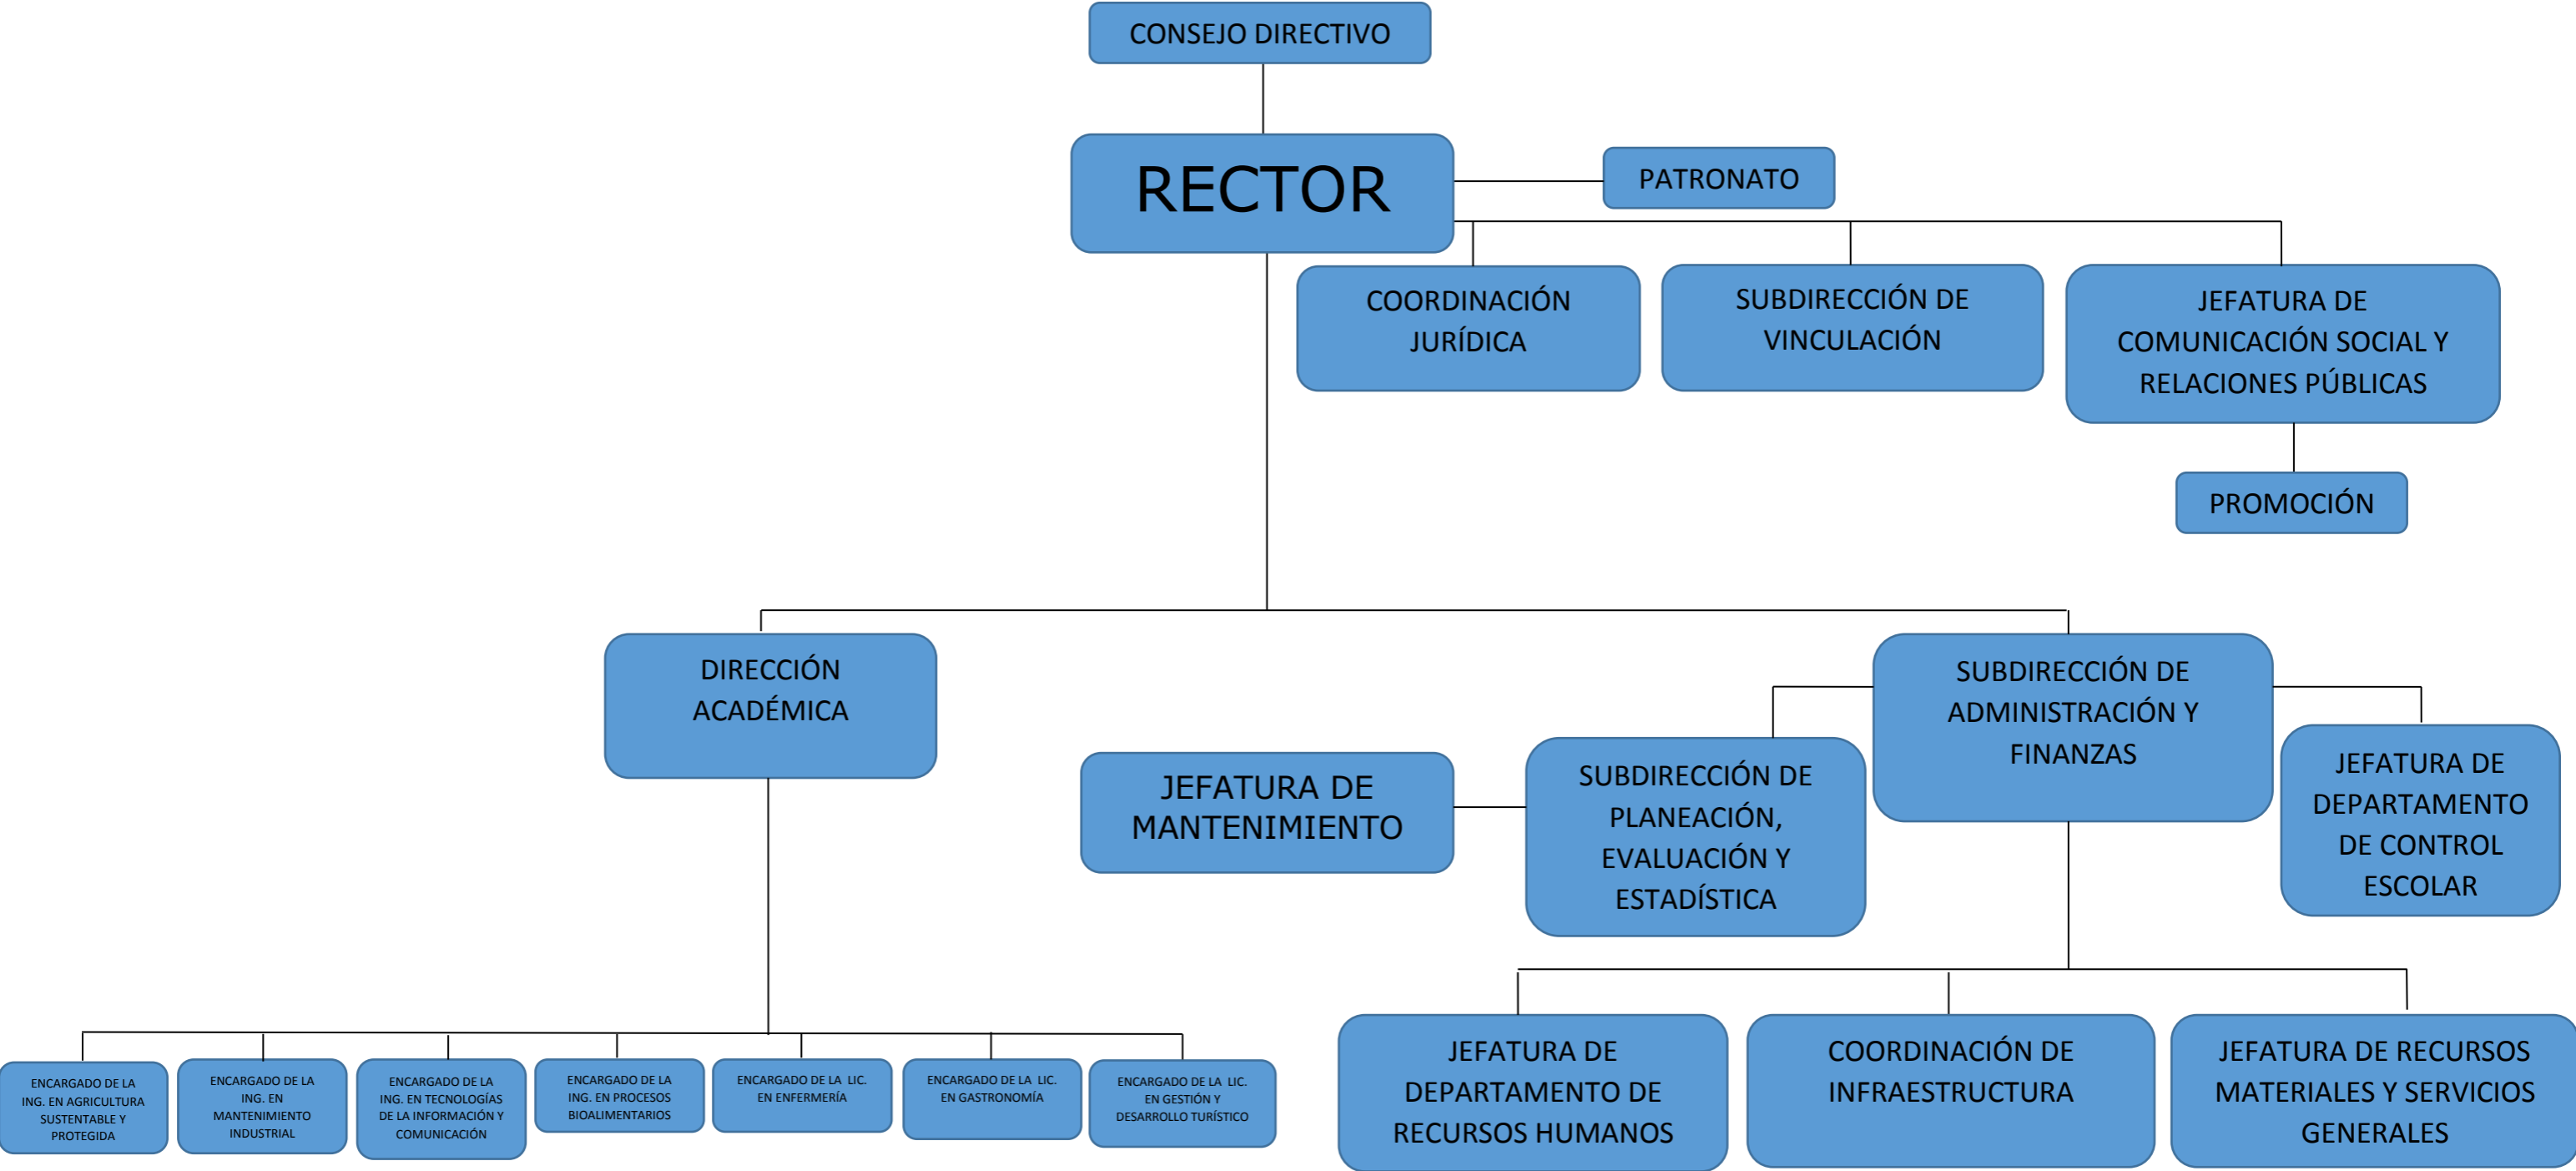 CONSEJO DIRECTIVO
RECTOR
PATRONATO
COORDINACIÓN
JURÍDICA
SUBDIRECCIÓN DE
VINCULACIÓN
JEFATURA DE
COMUNICACIÓN SOCIAL Y
RELACIONES PÚBLICAS
PROMOCIÓN
DIRECCIÓN
ACADÉMICA
SUBDIRECCIÓN DE
ADMINISTRACIÓN Y
FINANZAS
JEFATURA DE
MANTENIMIENTO
SUBDIRECCIÓN DE
PLANEACIÓN,
EVALUACIÓN Y
ESTADÍSTICA
JEFATURA DE
DEPARTAMENTO
DE CONTROL
ESCOLAR
ENCARGADO DE LA
ING. EN AGRICULTURA
SUSTENTABLE Y
PROTEGIDA
ENCARGADO DE LA
ING. EN
MANTENIMIENTO
INDUSTRIAL
ENCARGADO DE LA
ING. EN TECNOLOGÍAS
DE LA INFORMACIÓN Y
COMUNICACIÓN
ENCARGADO DE LA
ING. EN PROCESOS
BIOALIMENTARIOS
ENCARGADO DE LA LIC.
EN ENFERMERÍA
ENCARGADO DE LA LIC.
EN GASTRONOMÍA
ENCARGADO DE LA LIC.
EN GESTIÓN Y
DESARROLLO TURÍSTICO
JEFATURA DE
DEPARTAMENTO DE
RECURSOS HUMANOS
COORDINACIÓN DE
INFRAESTRUCTURA
JEFATURA DE RECURSOS
MATERIALES Y SERVICIOS
GENERALES